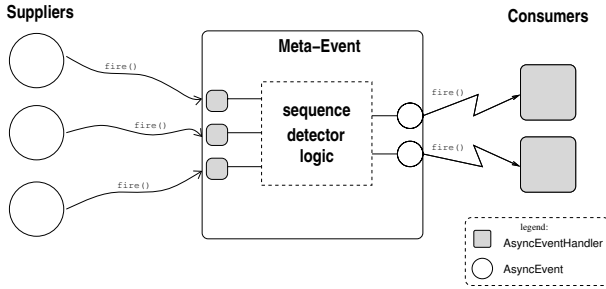 Suppliers
Consumers
Meta-Event
fire()
fire()
fire()
fire()
fire()
sequence
detector
logic
legend:
AsyncEventHandler
AsyncEvent